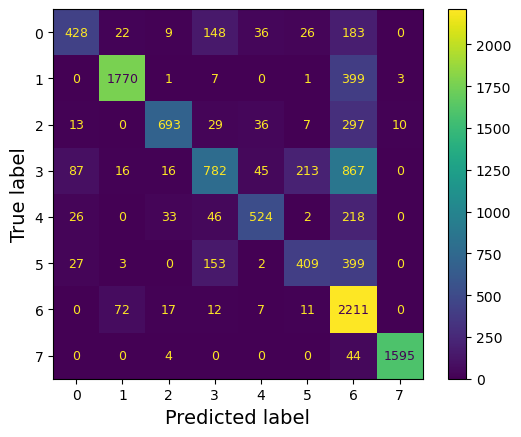 0 428 22 9 148 36 26 183 0
1 0 1770 1 7 0 1 399 3
2 13 0 693 29 36 7 297 10
3 87 16 16 782 45 213 867 0
4 26 0 33 46 524 2 218 0
5 27 3 0 153 2 409 399 0
6 0 72 17 12 7 11 2211 0
7 0 0 4 0 0 0 44 1595
0 1 2 3 4 5 6 7
Predicted label
True label
2000
1750
1500
1250
1000
750
500
250
0